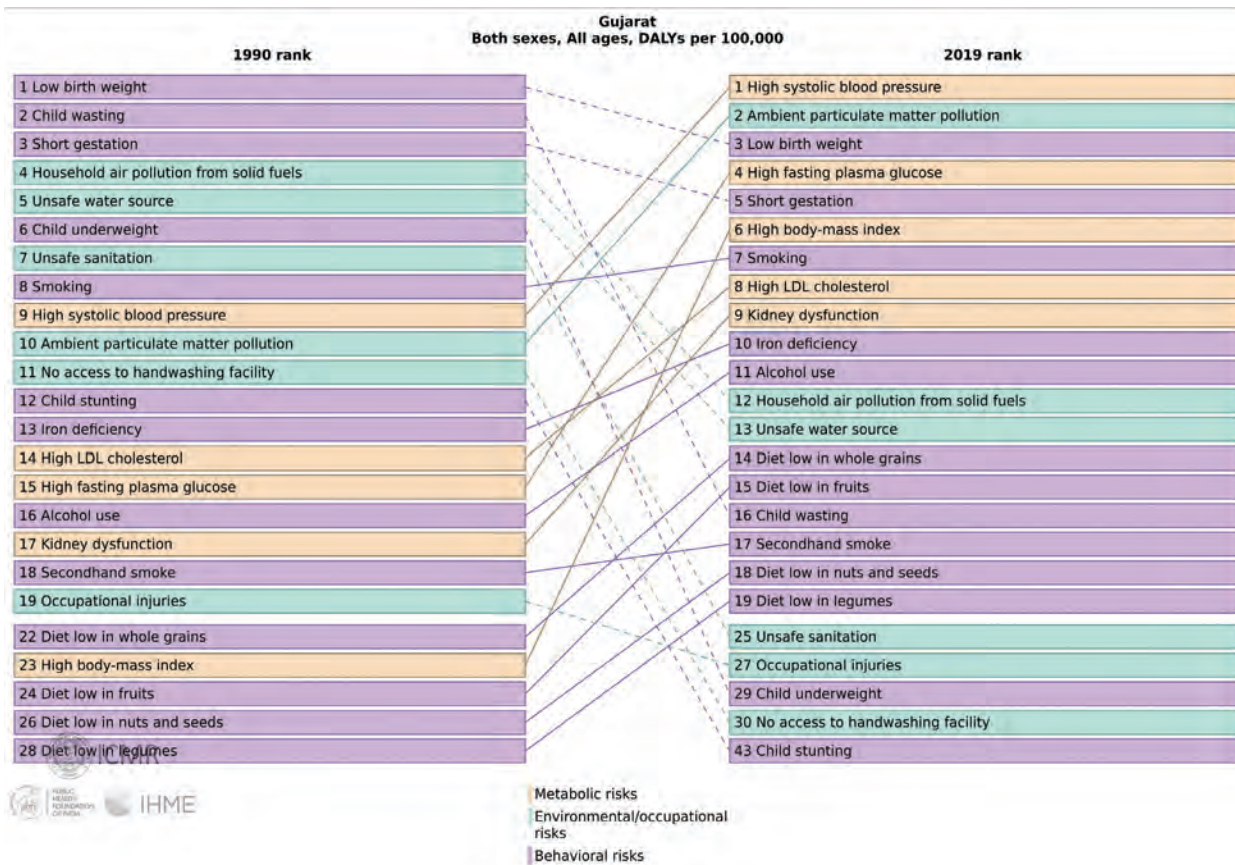 Gujarat
Both sexes, All ages, DALYs per 100,000
1990 rank
2019 rank
1 Low birth weight
2 Child wasting
3 Short gestation
4 Household air pollution from solid fuels
5 Unsafe water source
6 Child underweight
7 Unsafe sanitation
8 Smoking
9 High systolic blood pressure
10 Ambient particulate matter pollution
11 No access to handwashing facility
12 Child stunting
13 Iron deficiency
14 High LDL cholesterol
15 High fasting plasma glucose
16 Alcohol use
17 Kidney dysfunction
18 Secondhand smoke
19 Occupational injuries
22 Diet low in whole grains
23 High body-mass index
24 Diet low in fruits
26 Diet low in nuts and seeds
28 Diet low in legumes
1 High systolic blood pressure
2 Ambient particulate matter pollution
3 Low birth weight
4 High fasting plasma glucose
5 Short gestation
6 High body-mass index
7 Smoking
8 High LDL cholesterol
9 Kidney dysfunction
10 Iron deficiency
11 Alcohol use
12 Household air pollution from solid fuels
13 Unsafe water source
14 Diet low in whole grains
15 Diet low in fruits
16 Child wasting
17 Secondhand smoke
18 Diet low in nuts and seeds
19 Diet low in legumes
25 Unsafe sanitation
27 Occupational injuries
29 Child underweight
30 No access to handwashing facility
43 Child stunting
ICMR
PUBLIC
HEALTH
FOUNDATION
OF INDIA
IHME
Metabolic risks
Environmental/occupational
risks
Behavioral risks